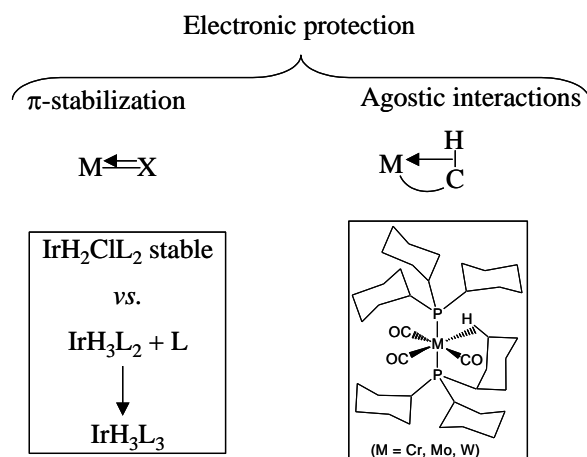 Electronic protection
π-stabilization
Agostic interactions
M X
H
M
C
IrH₂ClL₂ stable
vs.
IrH₃L₂ + L
IrH₃L₃
P
H
OC
M
OC
CO
P
(M = Cr, Mo, W)